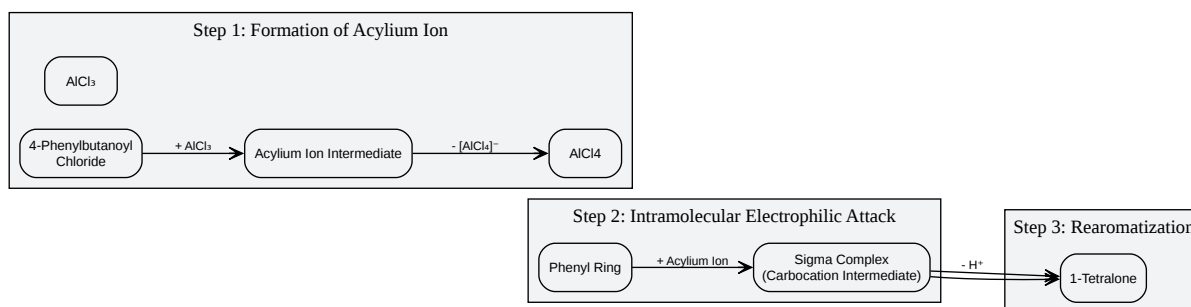 Step 1: Formation of Acylium Ion
AlCl₃
4-Phenylbutanoyl
Chloride
+ AlCl₃
Acylium Ion Intermediate
- [AlCl₄]⁻
AlCl4
Step 2: Intramolecular Electrophilic Attack
Phenyl Ring
+ Acylium Ion
Sigma Complex
(Carbocation Intermediate)
- H⁺
Step 3: Rearomatization
1-Tetralone